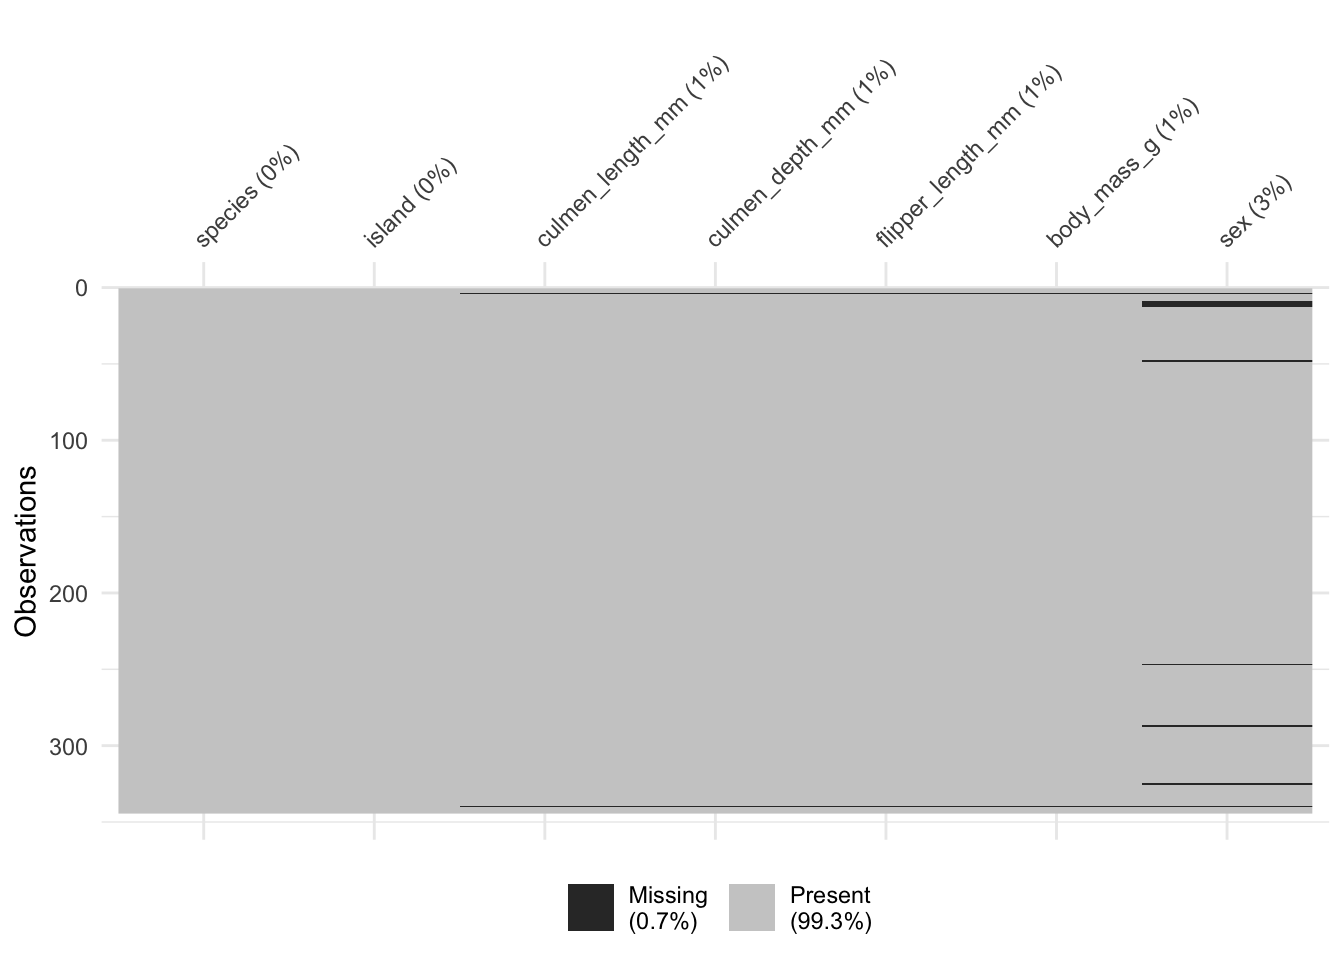 species (0%)
island (0%)
culmen_length_mm (1%)
culmen_depth_mm (1%)
flipper_length_mm (1%)
body_mass_g (1%)
sex (3%)
0
100
200
300
Observations
Missing
(0.7%)
Present
(99.3%)